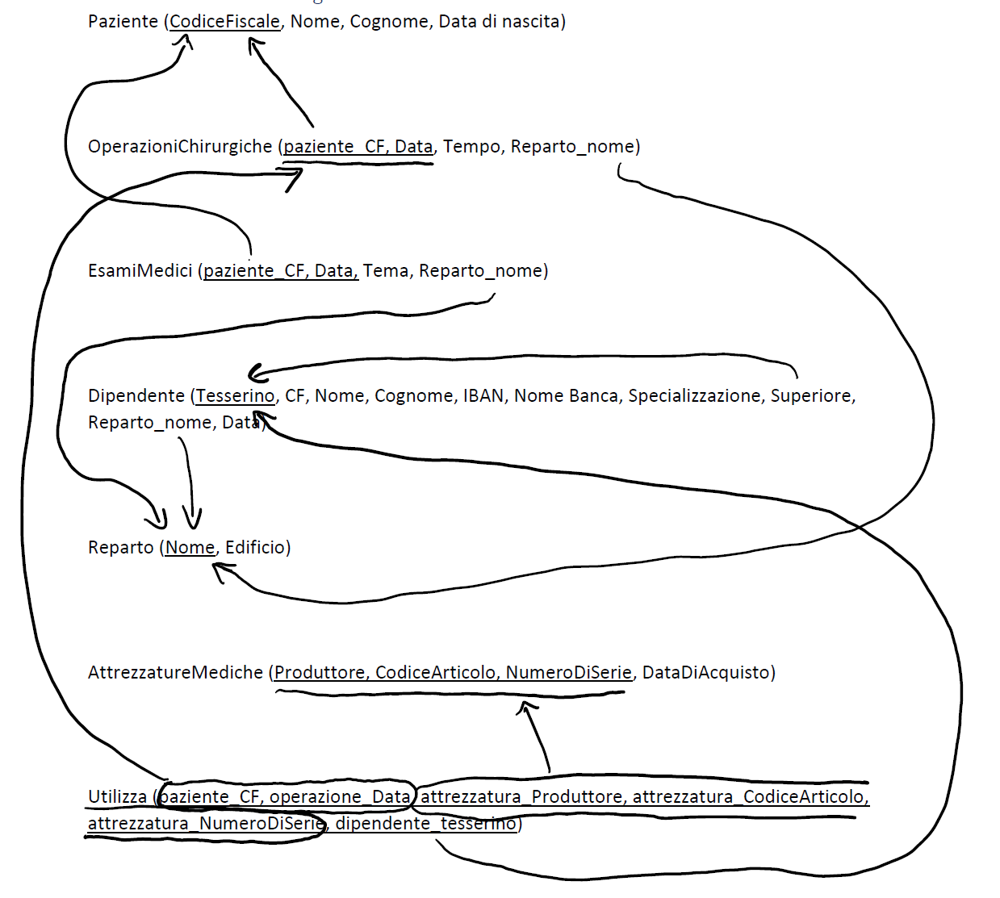 Paziente (CodiceFiscale, Nome, Cognome, Data di nascita)
OperazioniChirurgiche (paziente_CF, Data, Tempo, Reparto_nome)
EsamiMedici (paziente_CF, Data, Tema, Reparto_nome)
Dipendente (Tesserino, CF, Nome, Cognome, IBAN, Nome Banca, Specializzazione, Superiore,
Reparto_nome, Data)
Reparto (Nome, Edificio)
AttrezzatureMediche (Produttore, CodiceArticolo, NumeroDiSerie, DataDiAcquisto)
Utilizza (paziente_CF, operazione_Data, attrezzatura_Produttore, attrezzatura_CodiceArticolo,
attrezzatura_NumeroDiSerie, dipendente_tesserino)